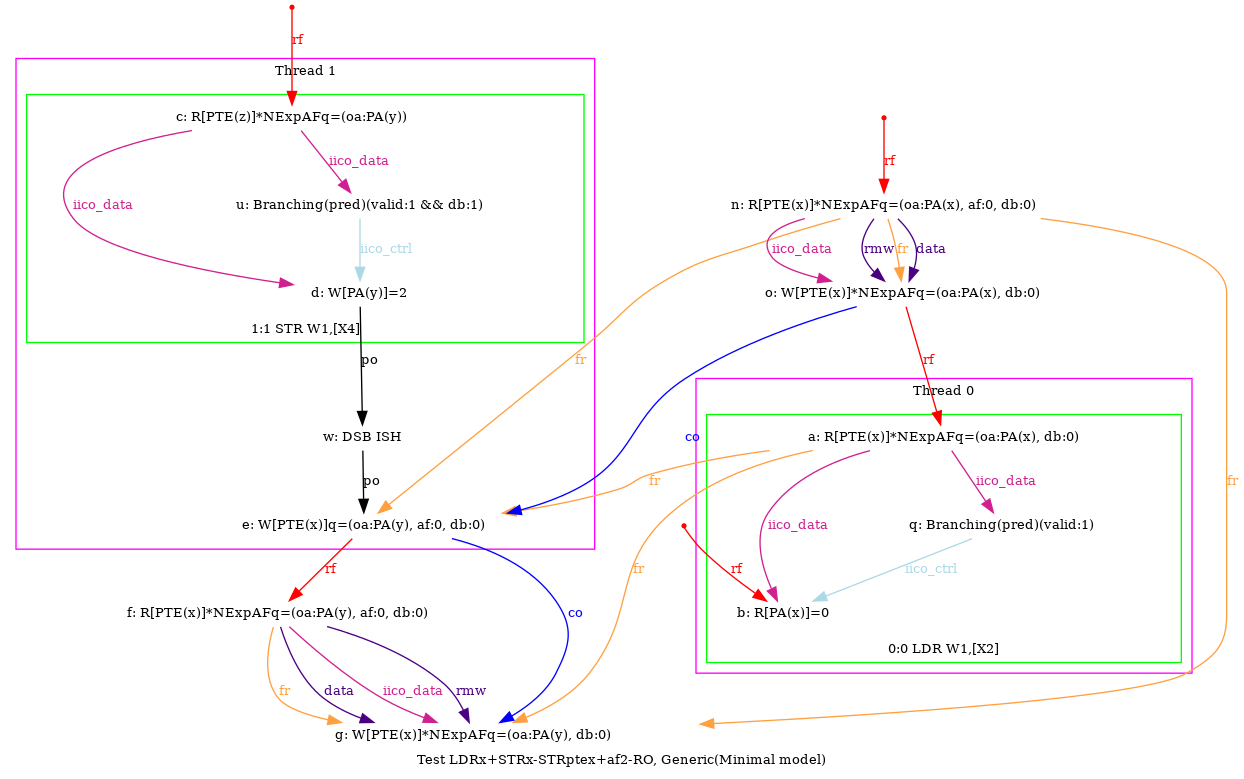 rf
Thread 1
c: R[PTE(z)]*NExpAFq=(oa:PA(y))
rf
iico_data
iico_data
u: Branching(pred)(valid:1 && db:1)
n: R[PTE(x)]*NExpAFq=(oa:PA(x), af:0, db:0)
iico_ctrl
iico_data
rmw
fr
data
d: W[PA(y)]=2
o: W[PTE(x)]*NExpAFq=(oa:PA(x), db:0)
1:1 STR W1,[X4]
po
fr
rf
Thread 0
w: DSB ISH
co
a: R[PTE(x)]*NExpAFq=(oa:PA(x), db:0)
po
fr
iico_data
fr
e: W[PTE(x)]q=(oa:PA(y), af:0, db:0)
iico_data
q: Branching(pred)(valid:1)
rf
fr
rf
iico_ctrl
f: R[PTE(x)]*NExpAFq=(oa:PA(y), af:0, db:0)
co
b: R[PA(x)]=0
0:0 LDR W1,[X2]
fr
data
iico_data
rmw
g: W[PTE(x)]*NExpAFq=(oa:PA(y), db:0)
Test LDRx+STRx-STRptex+af2-RO, Generic(Minimal model)